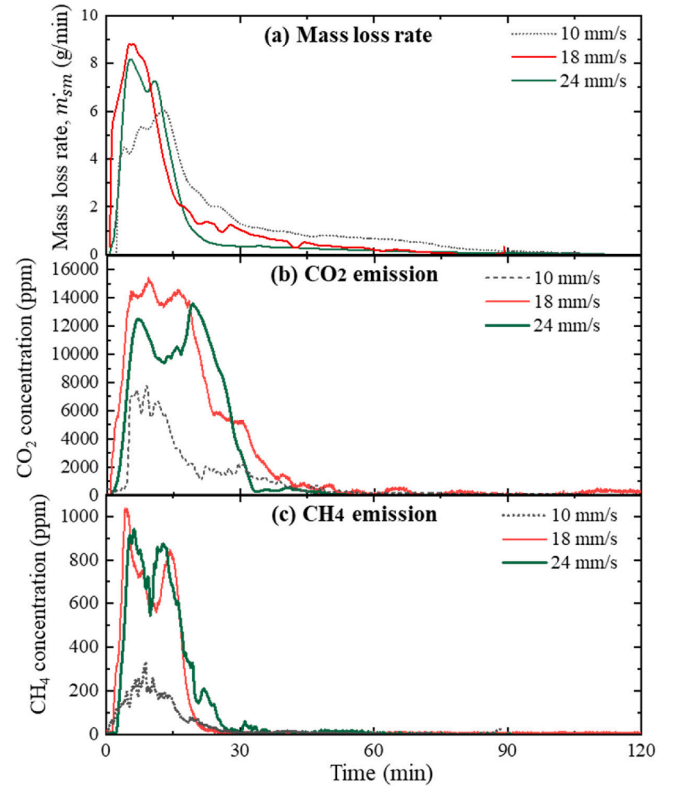 (a) Mass loss rate
10 mm/s
18 mm/s
24 mm/s
Mass loss rate, ṁsm (g/min)
10
8
6
4
2
0
(b) CO2 emission
10 mm/s
18 mm/s
24 mm/s
CO2 concentration (ppm)
16000
14000
12000
10000
8000
6000
4000
2000
0
(c) CH4 emission
10 mm/s
18 mm/s
24 mm/s
CH4 concentration (ppm)
1000
800
600
400
200
0
0 30 60 90 120
Time (min)